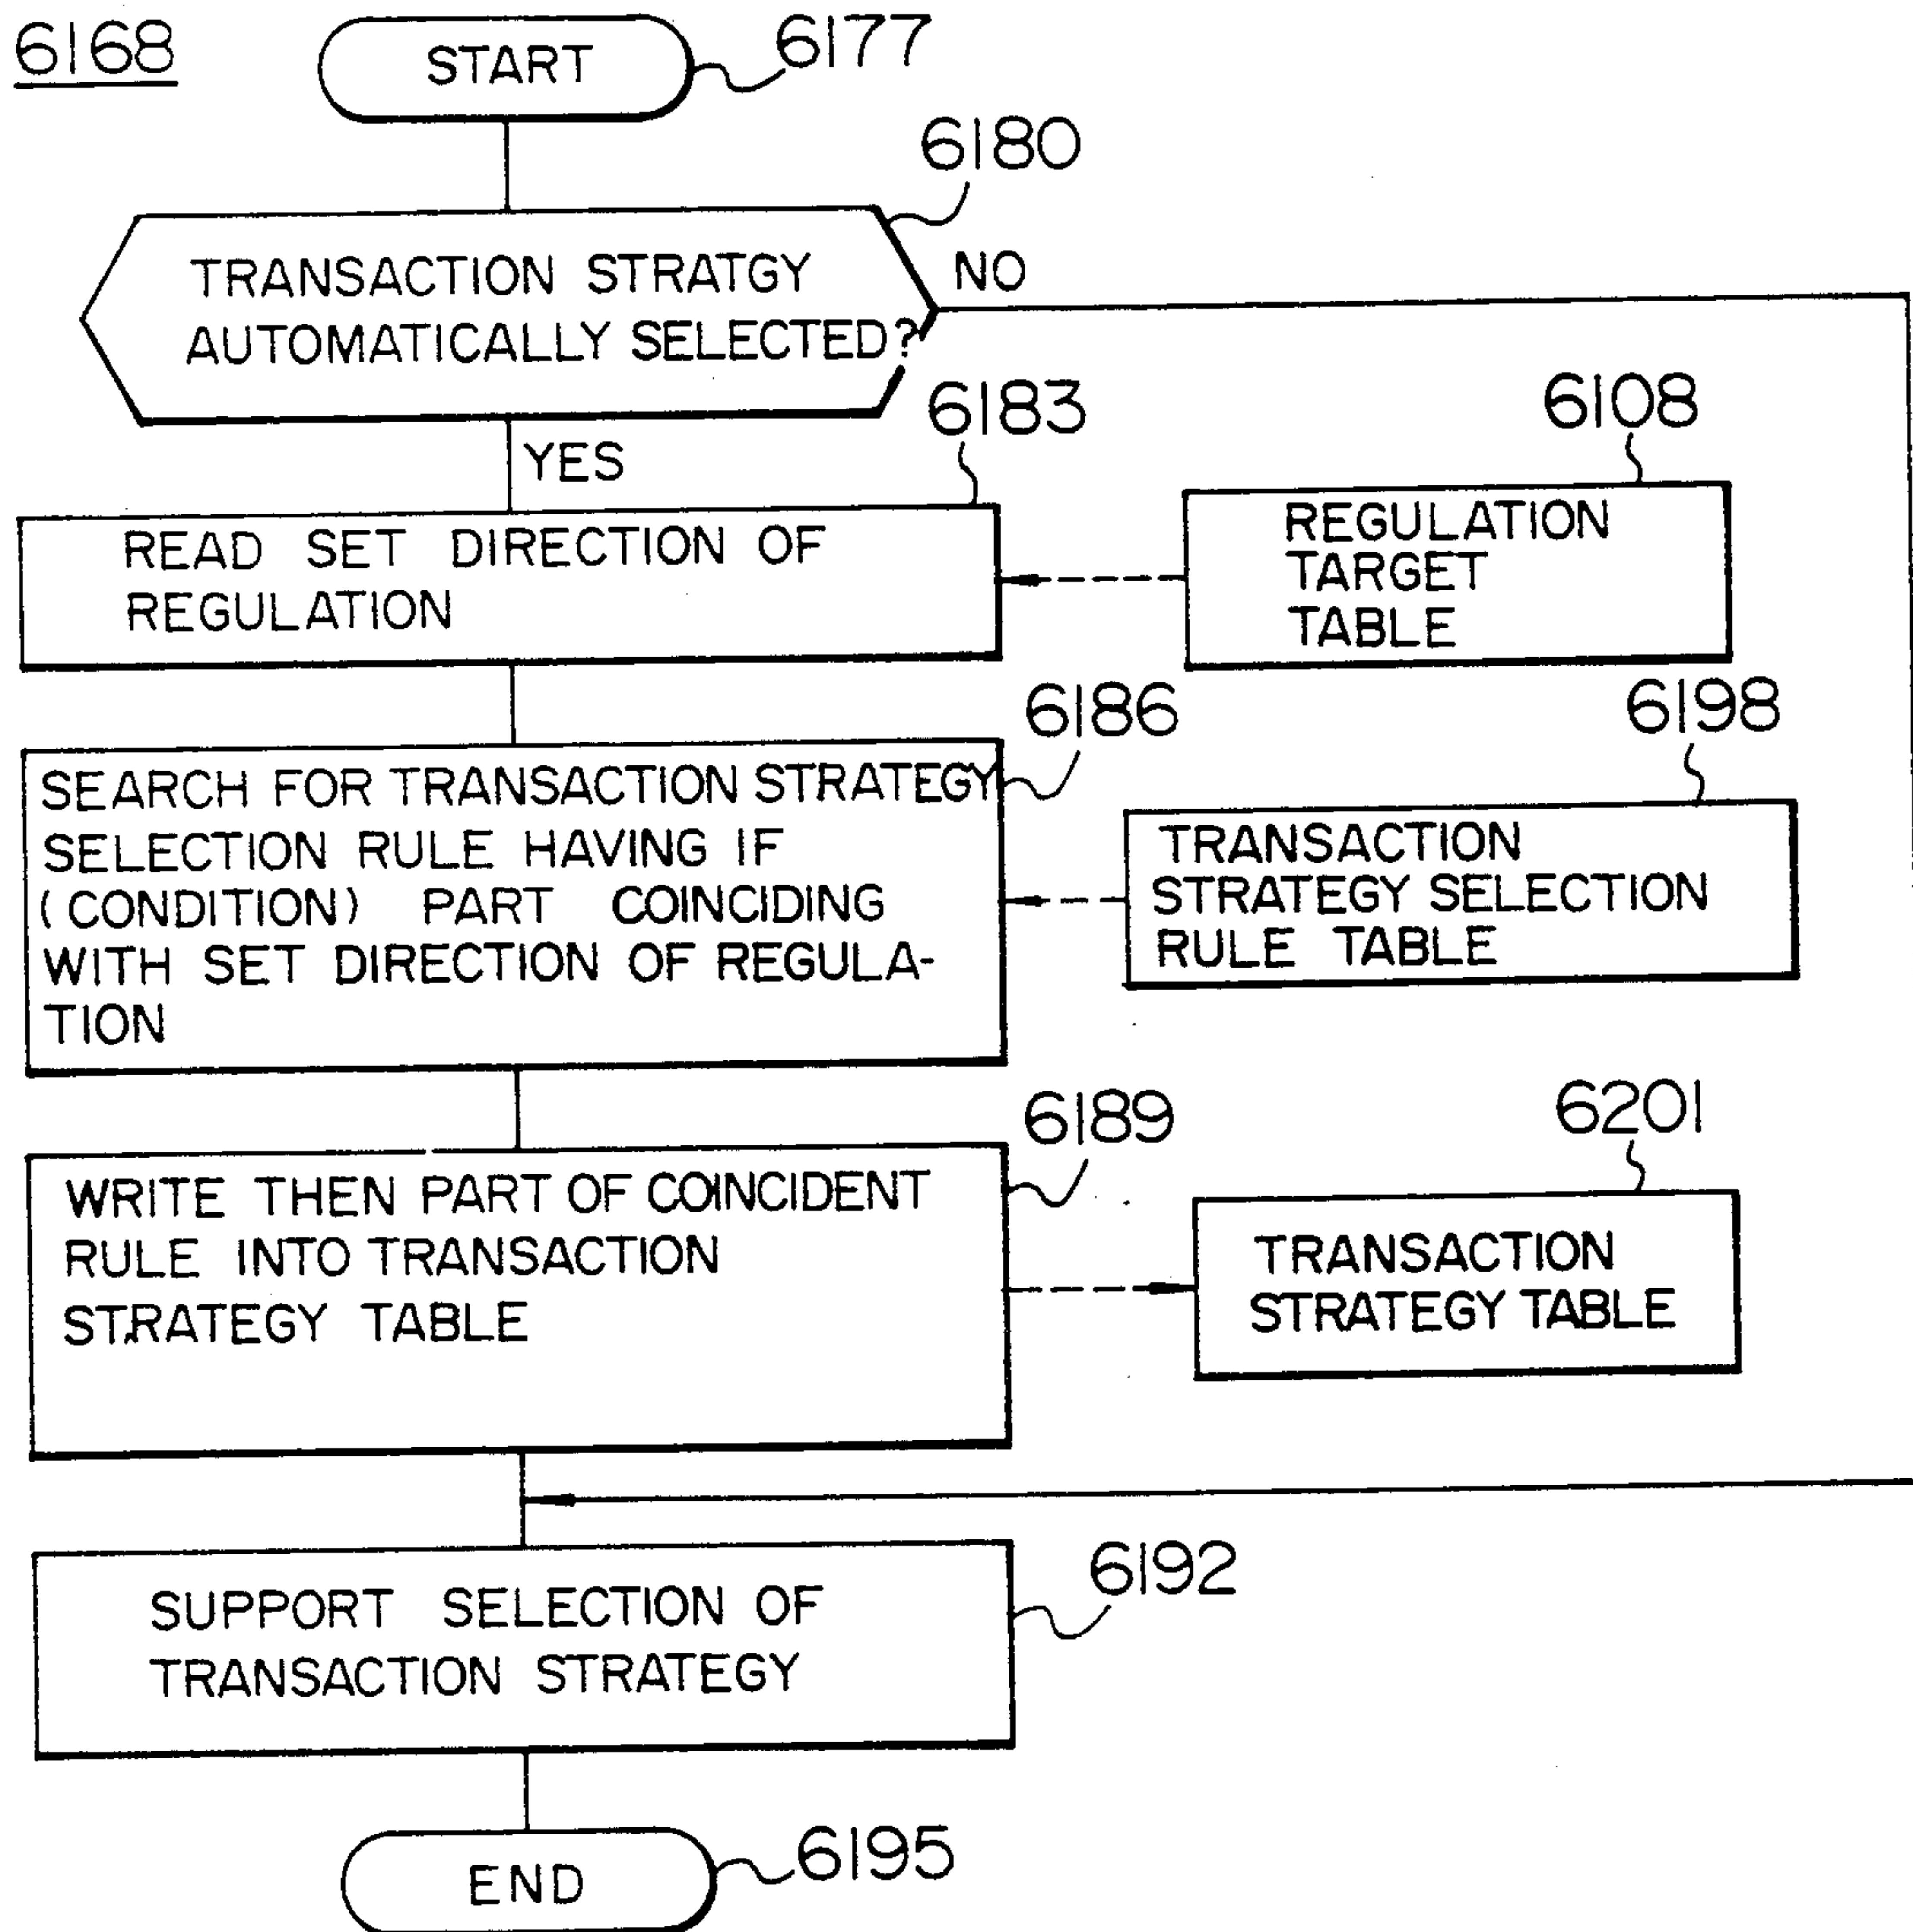 6168
START
6177
6180
TRANSACTION STRATGY
AUTOMATICALLY SELECTED?
NO
YES
6183
READ SET DIRECTION OF
REGULATION
6108
REGULATION
TARGET
TABLE
6186
SEARCH FOR TRANSACTION STRATEGY
SELECTION RULE HAVING IF
(CONDITION) PART COINCIDING
WITH SET DIRECTION OF REGULA-
TION
6198
TRANSACTION
STRATEGY SELECTION
RULE TABLE
6189
WRITE THEN PART OF COINCIDENT
RULE INTO TRANSACTION
STRATEGY TABLE
6201
TRANSACTION
STRATEGY TABLE
6192
SUPPORT SELECTION OF
TRANSACTION STRATEGY
END
6195